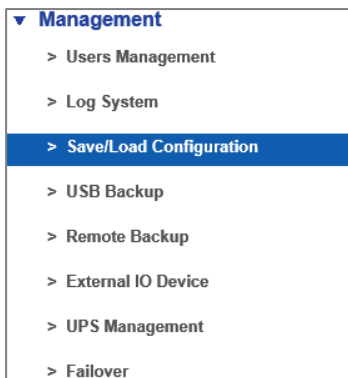 Management
> Users Management
> Log System
> Save/Load Configuration
> USB Backup
> Remote Backup
> External IO Device
> UPS Management
> Failover